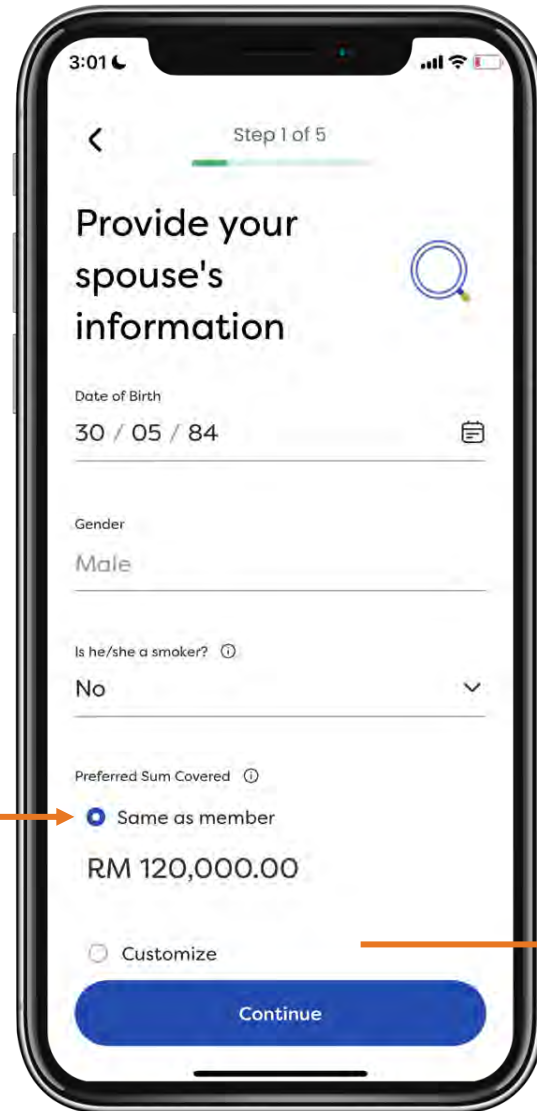 3:01
Step 1 of 5
Provide your
spouse's
information
Date of Birth
30 / 05 / 84
Gender
Male
Is he/she a smoker?
No
Preferred Sum Covered
Same as member
RM 120,000.00
Customize
Continue